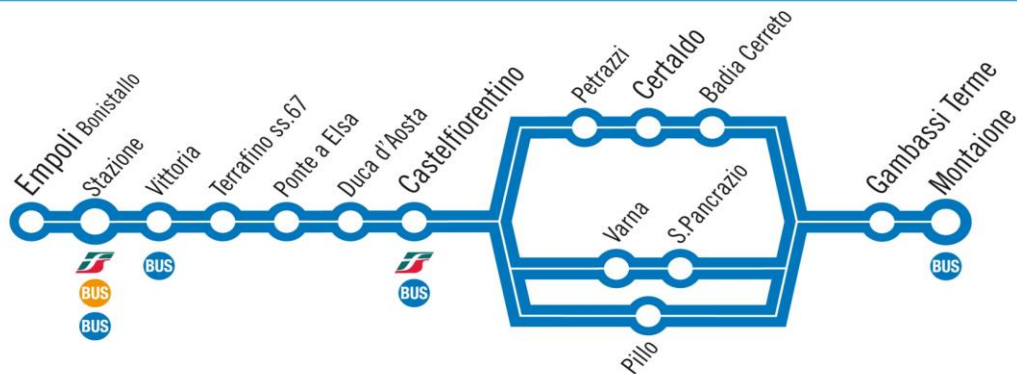 Empoli Bonistallo
Stazione
Vittoria
Terrafino ss.67
Ponte a Elsa
Duca d'Aosta
Castelfiorentino
Petrazzi
Certaldo
Badia Cerreto
Varna
S.Pancrazio
Pillo
Gambassi Terme
Montaione
BUS
BUS
BUS
BUS
BUS